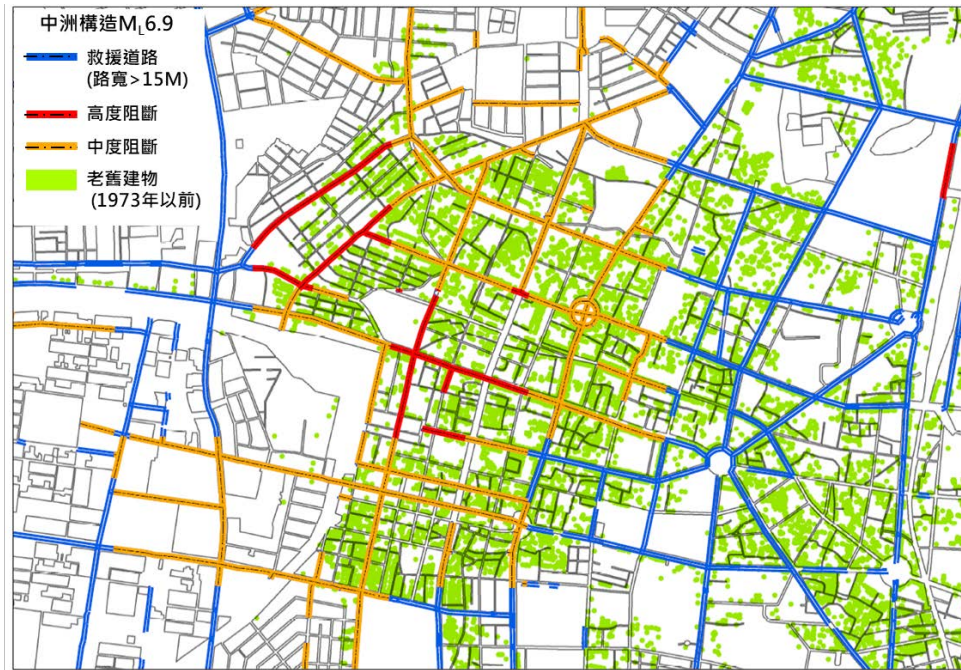 中洲構造ML6.9
救援道路
(路寬>15M)
高度阻斷
中度阻斷
老舊建物
(1973年以前)